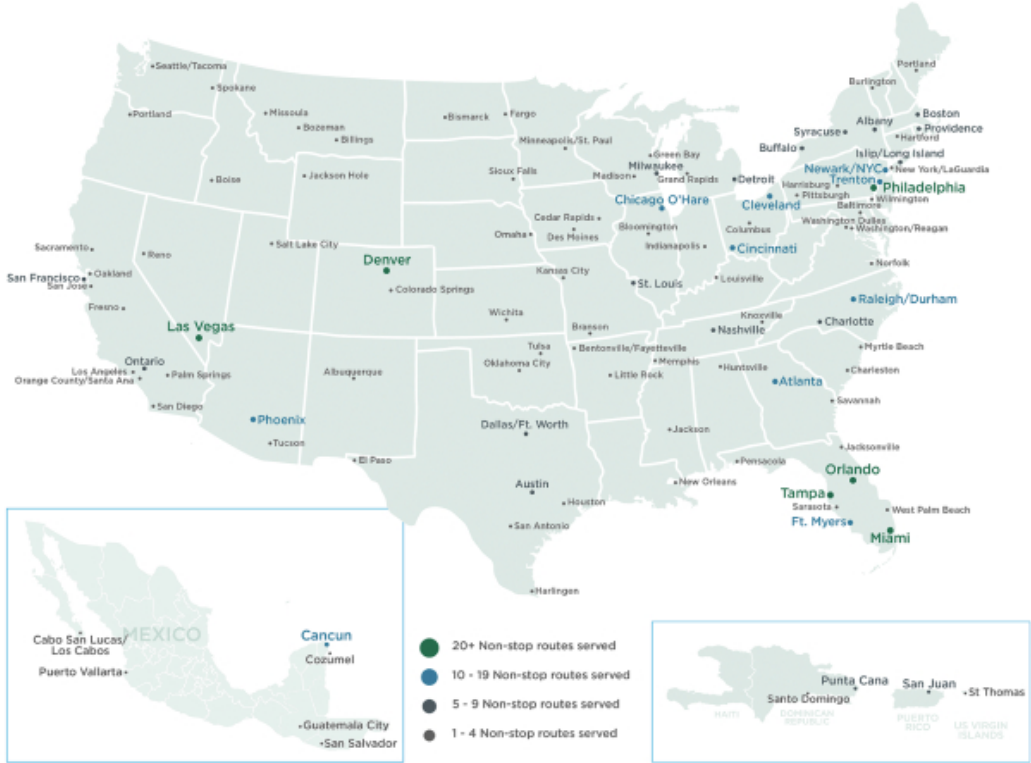 Portland
Seattle/Tacoma
Burlington
Spokane
Portland
Missoula
Bismarck
Fargo
Boston
Albany
Bozeman
Providence
Syracuse
Hartford
Billings
Minneapolis/St. Paul
Buffalo
Green Bay
Islip/Long Island
Milwaukee
Newark/NYC
New York/LaGuardia
Sioux Falls
Madison
Grand Rapids
Detroit
Trenton
Boise
Jackson Hole
Harrisburg
Philadelphia
Pittsburgh
Chicago O'Hare
Cleveland
Wilmington
Baltimore
Cedar Rapids
Washington Dulles
Bloomington
Columbus
Washington/Reagan
Omaha
Des Moines
Sacramento
Salt Lake City
Indianapolis
Cincinnati
Reno
Denver
Norfolk
San Francisco
Oakland
Kansas City
San Jose
St. Louis
Louisville
Colorado Springs
Raleigh/Durham
Fresno
Wichita
Knoxville
Las Vegas
Branson
Nashville
Charlotte
Tulsa
Bentonville/Fayetteville
Myrtle Beach
Ontario
Oklahoma City
Memphis
Huntsville
Los Angeles
Palm Springs
Albuquerque
Little Rock
Charleston
Orange County/Santa Ana
Atlanta
San Diego
Savannah
Phoenix
Dallas/Ft. Worth
Jackson
Tucson
Jacksonville
El Paso
Pensacola
Orlando
Austin
New Orleans
Tampa
Houston
Sarasota
West Palm Beach
San Antonio
Ft. Myers
Miami
Harlingen
MEXICO
Cancun
Cabo San Lucas/
Los Cabos
Cozumel
Puerto Vallarta
Guatemala City
San Salvador
20+ Non-stop routes served
10 - 19 Non-stop routes served
5 - 9 Non-stop routes served
1 - 4 Non-stop routes served
Punta Cana
San Juan
St Thomas
Santo Domingo
HAITI
DOMINICAN
REPUBLIC
PUERTO
RICO
US VIRGIN
ISLANDS